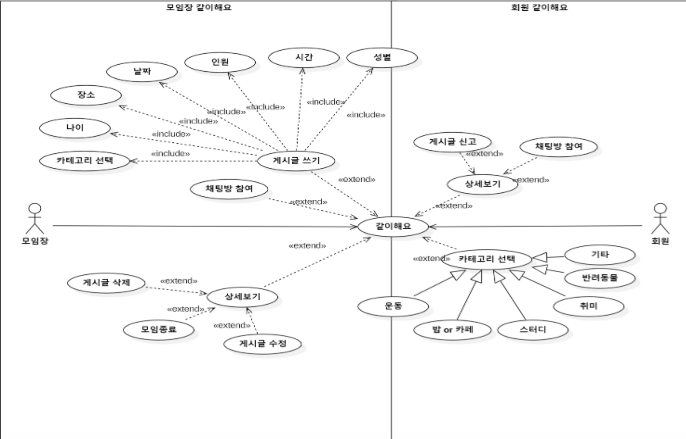 모임장 같이해요
회원 같이해요
성별
시간
인원
날짜
장소
나이
카테고리 선택
게시글 쓰기
«include»
«include»
«include»
«include»
«include»
«include»
«include»
채팅방 참여
«extend»
게시글 신고
채팅방 참여
«extend»
상세보기
«extend»
«extend»
모임장
같이해요
회원
«extend»
«extend»
카테고리 선택
기타
반려동물
취미
운동
밥 or 카페
스터디
게시글 삭제
«extend»
상세보기
모임종료
«extend»
«extend»
게시글 수정